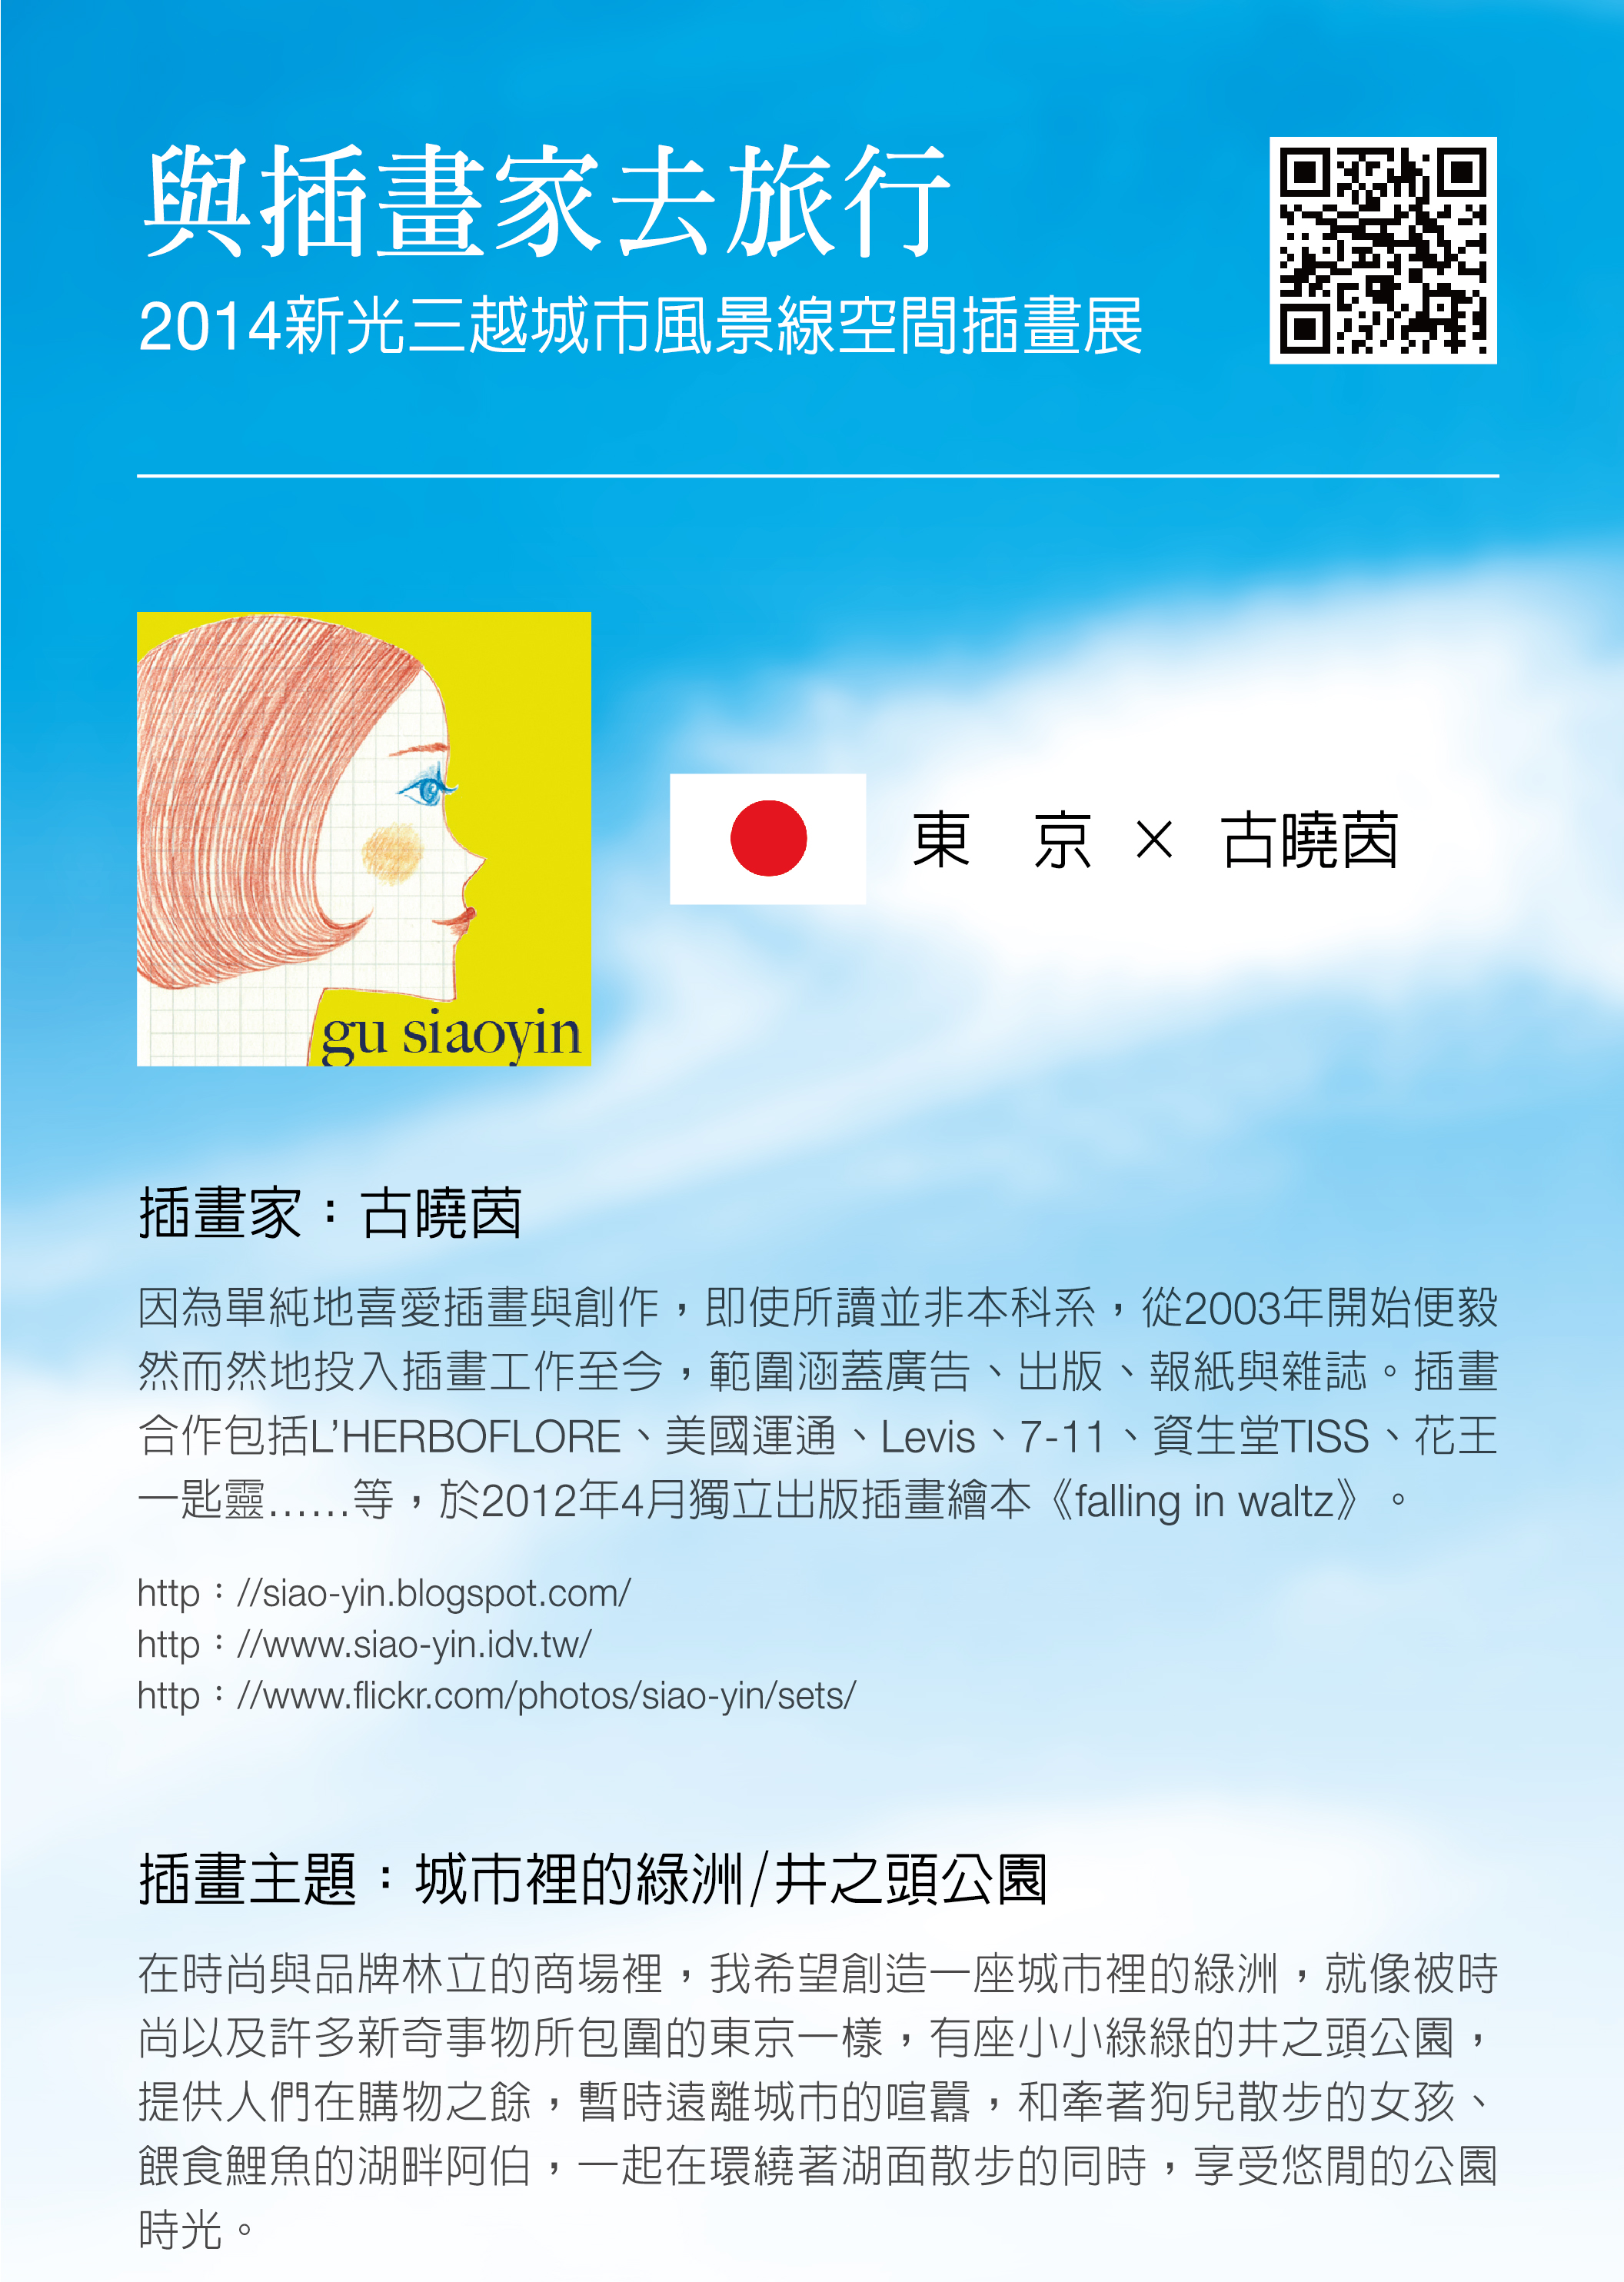 與插畫家去旅行
2014新光三越城市風景線空間插畫展
gu siaoyin
東　京 × 古曉茵
插畫家：古曉茵
因為單純地喜愛插畫與創作，即使所讀並非本科系，從2003年開始便毅
然而然地投入插畫工作至今，範圍涵蓋廣告、出版、報紙與雜誌。插畫
合作包括L’HERBOFLORE、美國運通、Levis、7-11、資生堂TISS、花王
一匙靈……等，於2012年4月獨立出版插畫繪本《falling in waltz》。
http：//siao-yin.blogspot.com/
http：//www.siao-yin.idv.tw/
http：//www.flickr.com/photos/siao-yin/sets/
插畫主題：城市裡的綠洲/井之頭公園
在時尚與品牌林立的商場裡，我希望創造一座城市裡的綠洲，就像被時
尚以及許多新奇事物所包圍的東京一樣，有座小小綠綠的井之頭公園，
提供人們在購物之餘，暫時遠離城市的喧囂，和牽著狗兒散步的女孩、
餵食鯉魚的湖畔阿伯，一起在環繞著湖面散步的同時，享受悠閒的公園
時光。